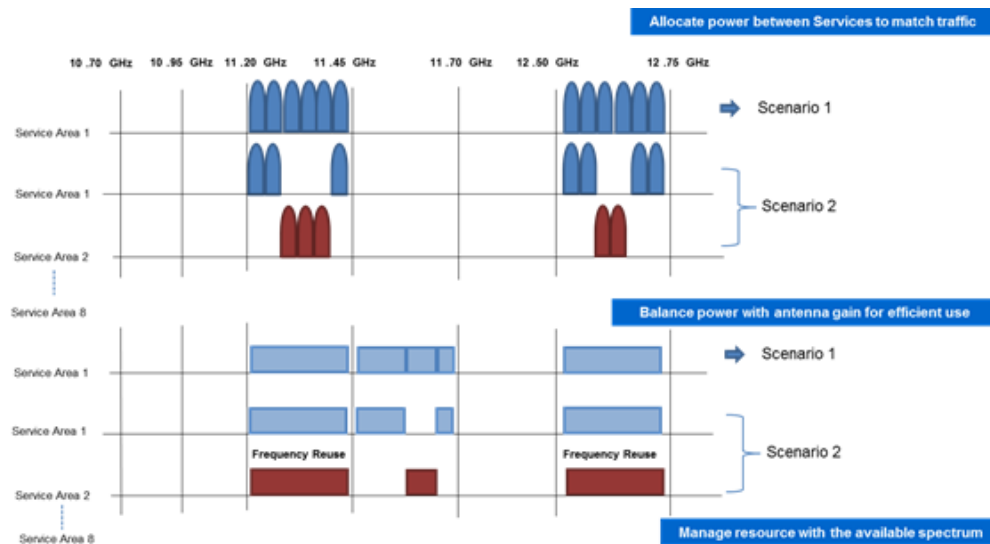 Allocate power between Services to match traffic
10 .70 GHz 10 .95 GHz 11 .20 GHz 11 .45 GHz 11 .70 GHz 12 .50 GHz 12 .75 GHz
Scenario 1
Service Area 1
Service Area 1
Scenario 2
Service Area 2
Service Area 8
Balance power with antenna gain for efficient use
Scenario 1
Service Area 1
Service Area 1
Frequency Reuse Frequency Reuse
Scenario 2
Service Area 2
Service Area 8
Manage resource with the available spectrum